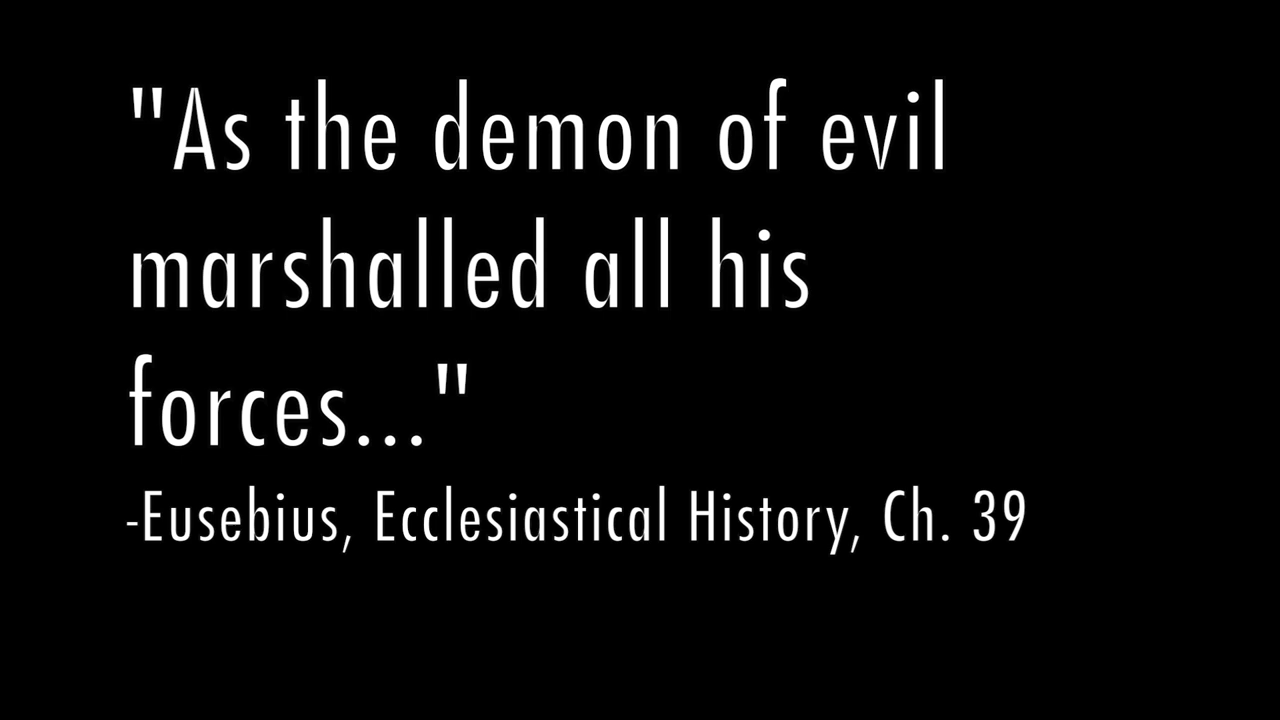 "As the demon of evil
marshalled all his
forces..."
-Eusebius, Ecclesiastical History, Ch. 39